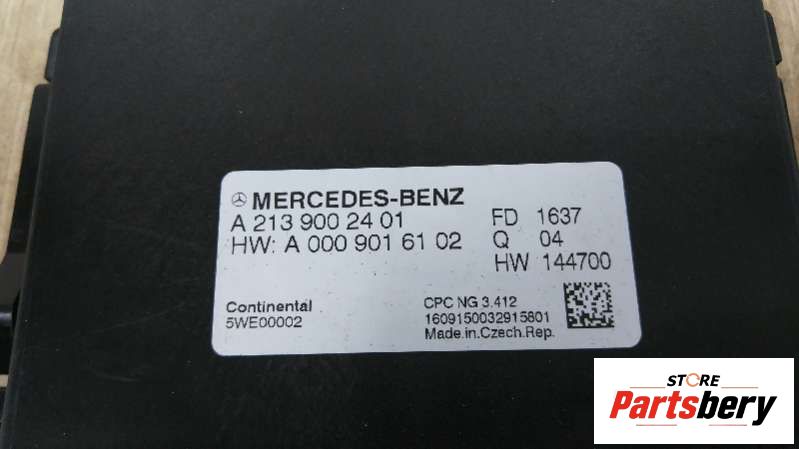 MERCEDES-BENZ
A 213 900 24 01
HW: A 000 901 61 02
FD 1637
Q 04
HW 144700
Continental
5WE00002
CPC NG 3.412
1609150032915801
Made.in.Czech.Rep.
STORE
Partsbery